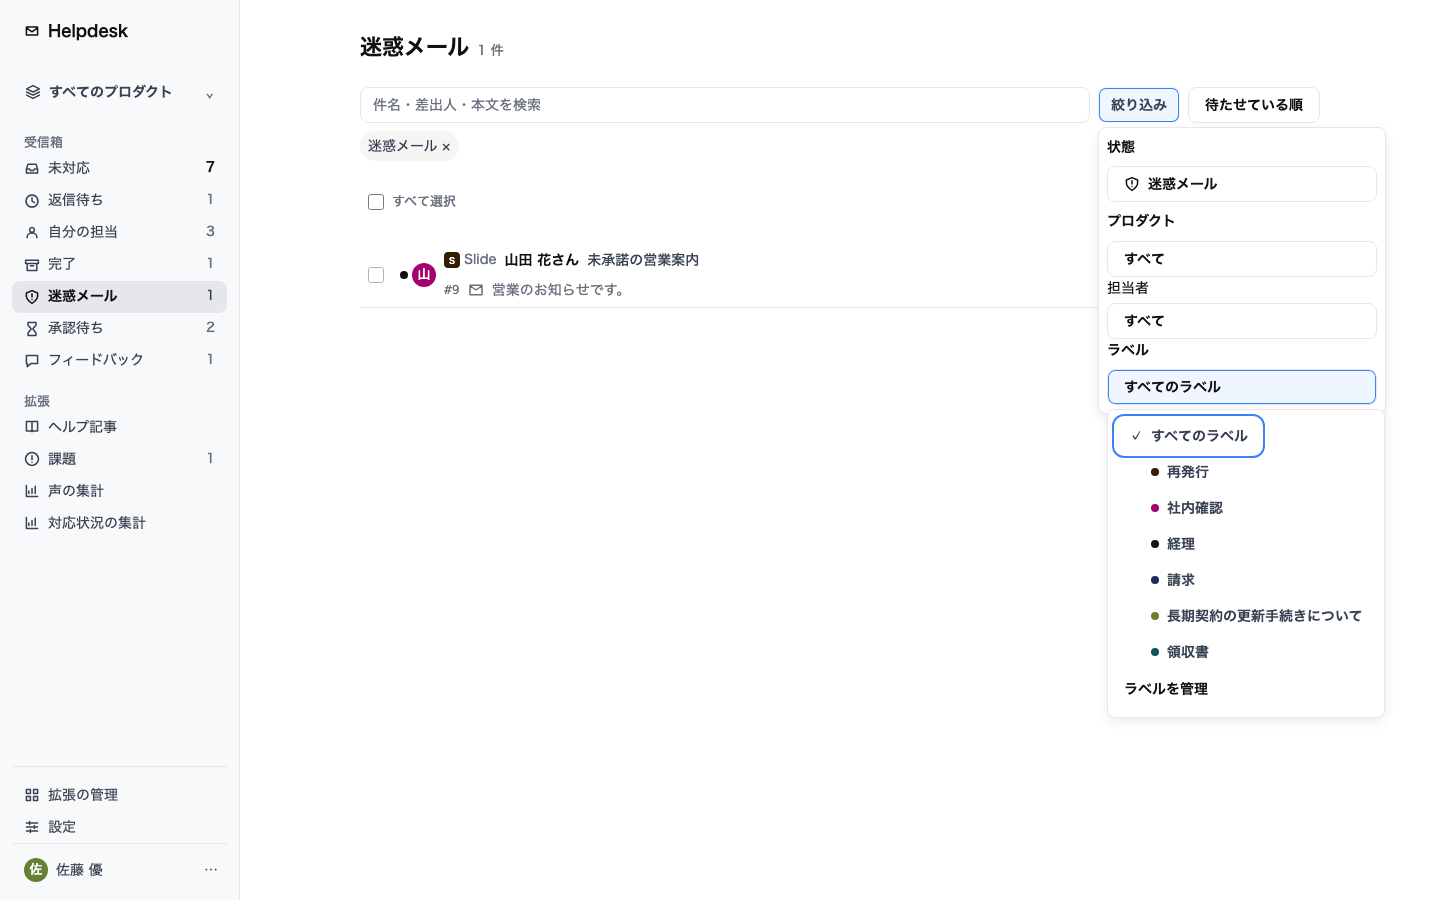 Helpdesk
すべてのプロダクト
受信箱
未対応 7
返信待ち 1
自分の担当 3
完了 1
迷惑メール 1
承認待ち 2
フィードバック 1
拡張
ヘルプ記事
課題 1
声の集計
対応状況の集計
拡張の管理
設定
佐 佐藤 優 …
迷惑メール 1 件
件名・差出人・本文を検索 絞り込み 待たせている順
迷惑メール ×
すべて選択
山 s Slide 山田 花さん 未承諾の営業案内
#9 営業のお知らせです。
状態
迷惑メール
プロダクト
すべて
担当者
すべて
ラベル
すべてのラベル
✓ すべてのラベル
再発行
社内確認
経理
請求
長期契約の更新手続きについて
領収書
ラベルを管理